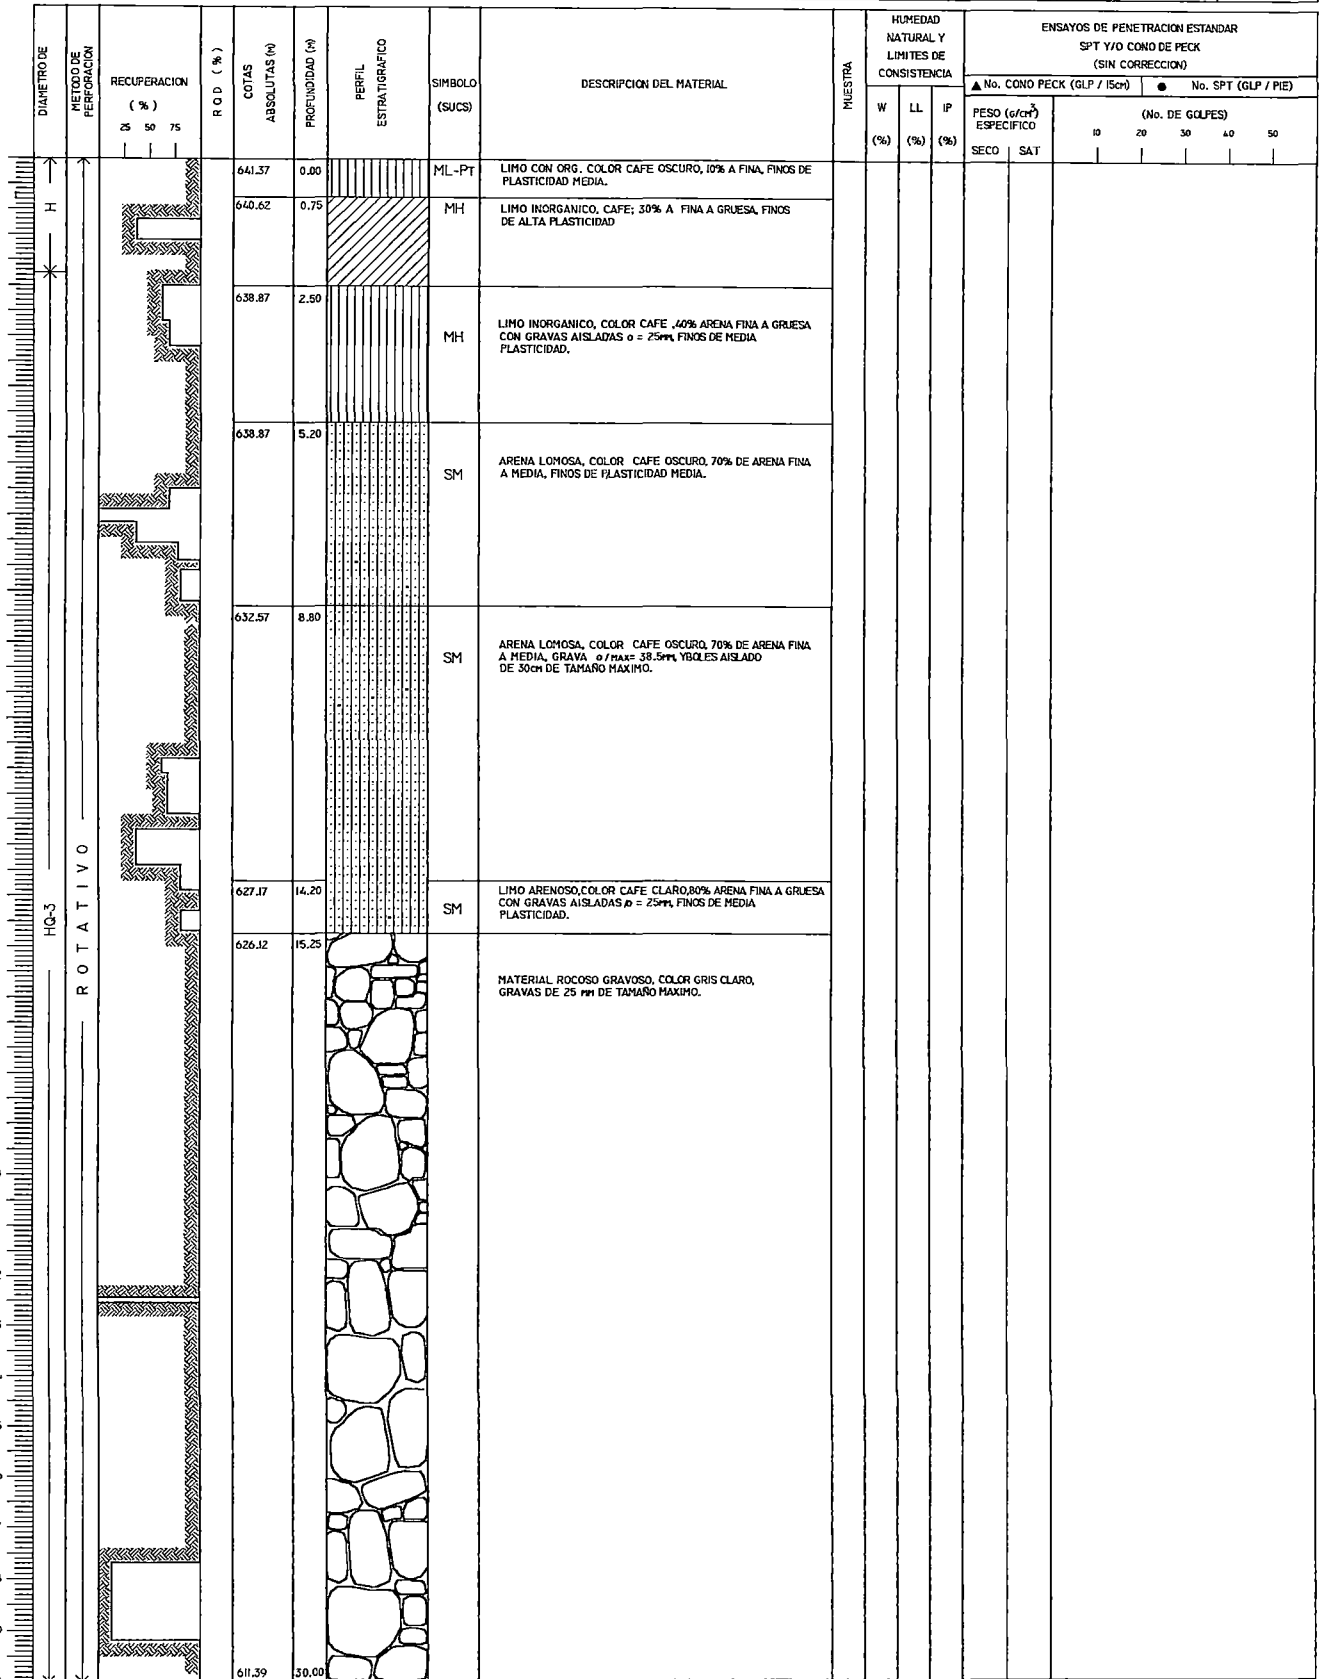 DIAMETRO DE
METODO DE PERFORACION
RECUPERACION
( % )
25 50 75
R Q D ( % )
COTAS
ABSOLUTAS (M)
PROFUNDIDAD (M)
PERFIL
ESTRATIGRAFICO
SIMBOLO
(SUCS)
DESCRIPCION DEL MATERIAL
MUESTRA
HUMEDAD
NATURAL Y
LIMITES DE
CONSISTENCIA
W LL IP
(%) (%) (%)
ENSAYOS DE PENETRACION ESTANDAR
SPT Y/O CONO DE PECK
(SIN CORRECCION)
▲ No. CONO PECK (GLP / 15cm) ● No. SPT (GLP / PIE)
PESO (G/CM³)
ESPECIFICO
SECO SAT
(No. DE GOLPES)
10 20 30 40 50
H
HQ-3
ROTATIVO
641.37 0.00 ML-PT LIMO CON ORG. COLOR CAFE OSCURO, 10% A FINA, FINOS DE
PLASTICIDAD MEDIA.
640.62 0.75 MH LIMO INORGANICO, CAFE; 30% A FINA A GRUESA, FINOS
DE ALTA PLASTICIDAD
638.87 2.50
MH LIMO INORGANICO, COLOR CAFE ,40% ARENA FINA A GRUESA
CON GRAVAS AISLADAS o = 25MM, FINOS DE MEDIA
PLASTICIDAD.
638.87 5.20
SM ARENA LOMOSA, COLOR CAFE OSCURO, 70% DE ARENA FINA
A MEDIA, FINOS DE PLASTICIDAD MEDIA.
632.57 8.80
SM ARENA LOMOSA, COLOR CAFE OSCURO, 70% DE ARENA FINA
A MEDIA, GRAVA o/MAX= 38.5MM, YBOLES AISLADO
DE 30CM DE TAMAÑO MAXIMO.
627.17 14.20
SM LIMO ARENOSO,COLOR CAFE CLARO,80% ARENA FINA A GRUESA
CON GRAVAS AISLADAS o = 25MM, FINOS DE MEDIA
PLASTICIDAD.
626.12 15.25
MATERIAL ROCOSO GRAVOSO, COLOR GRIS CLARO,
GRAVAS DE 25 MM DE TAMAÑO MAXIMO.
611.39 30.00